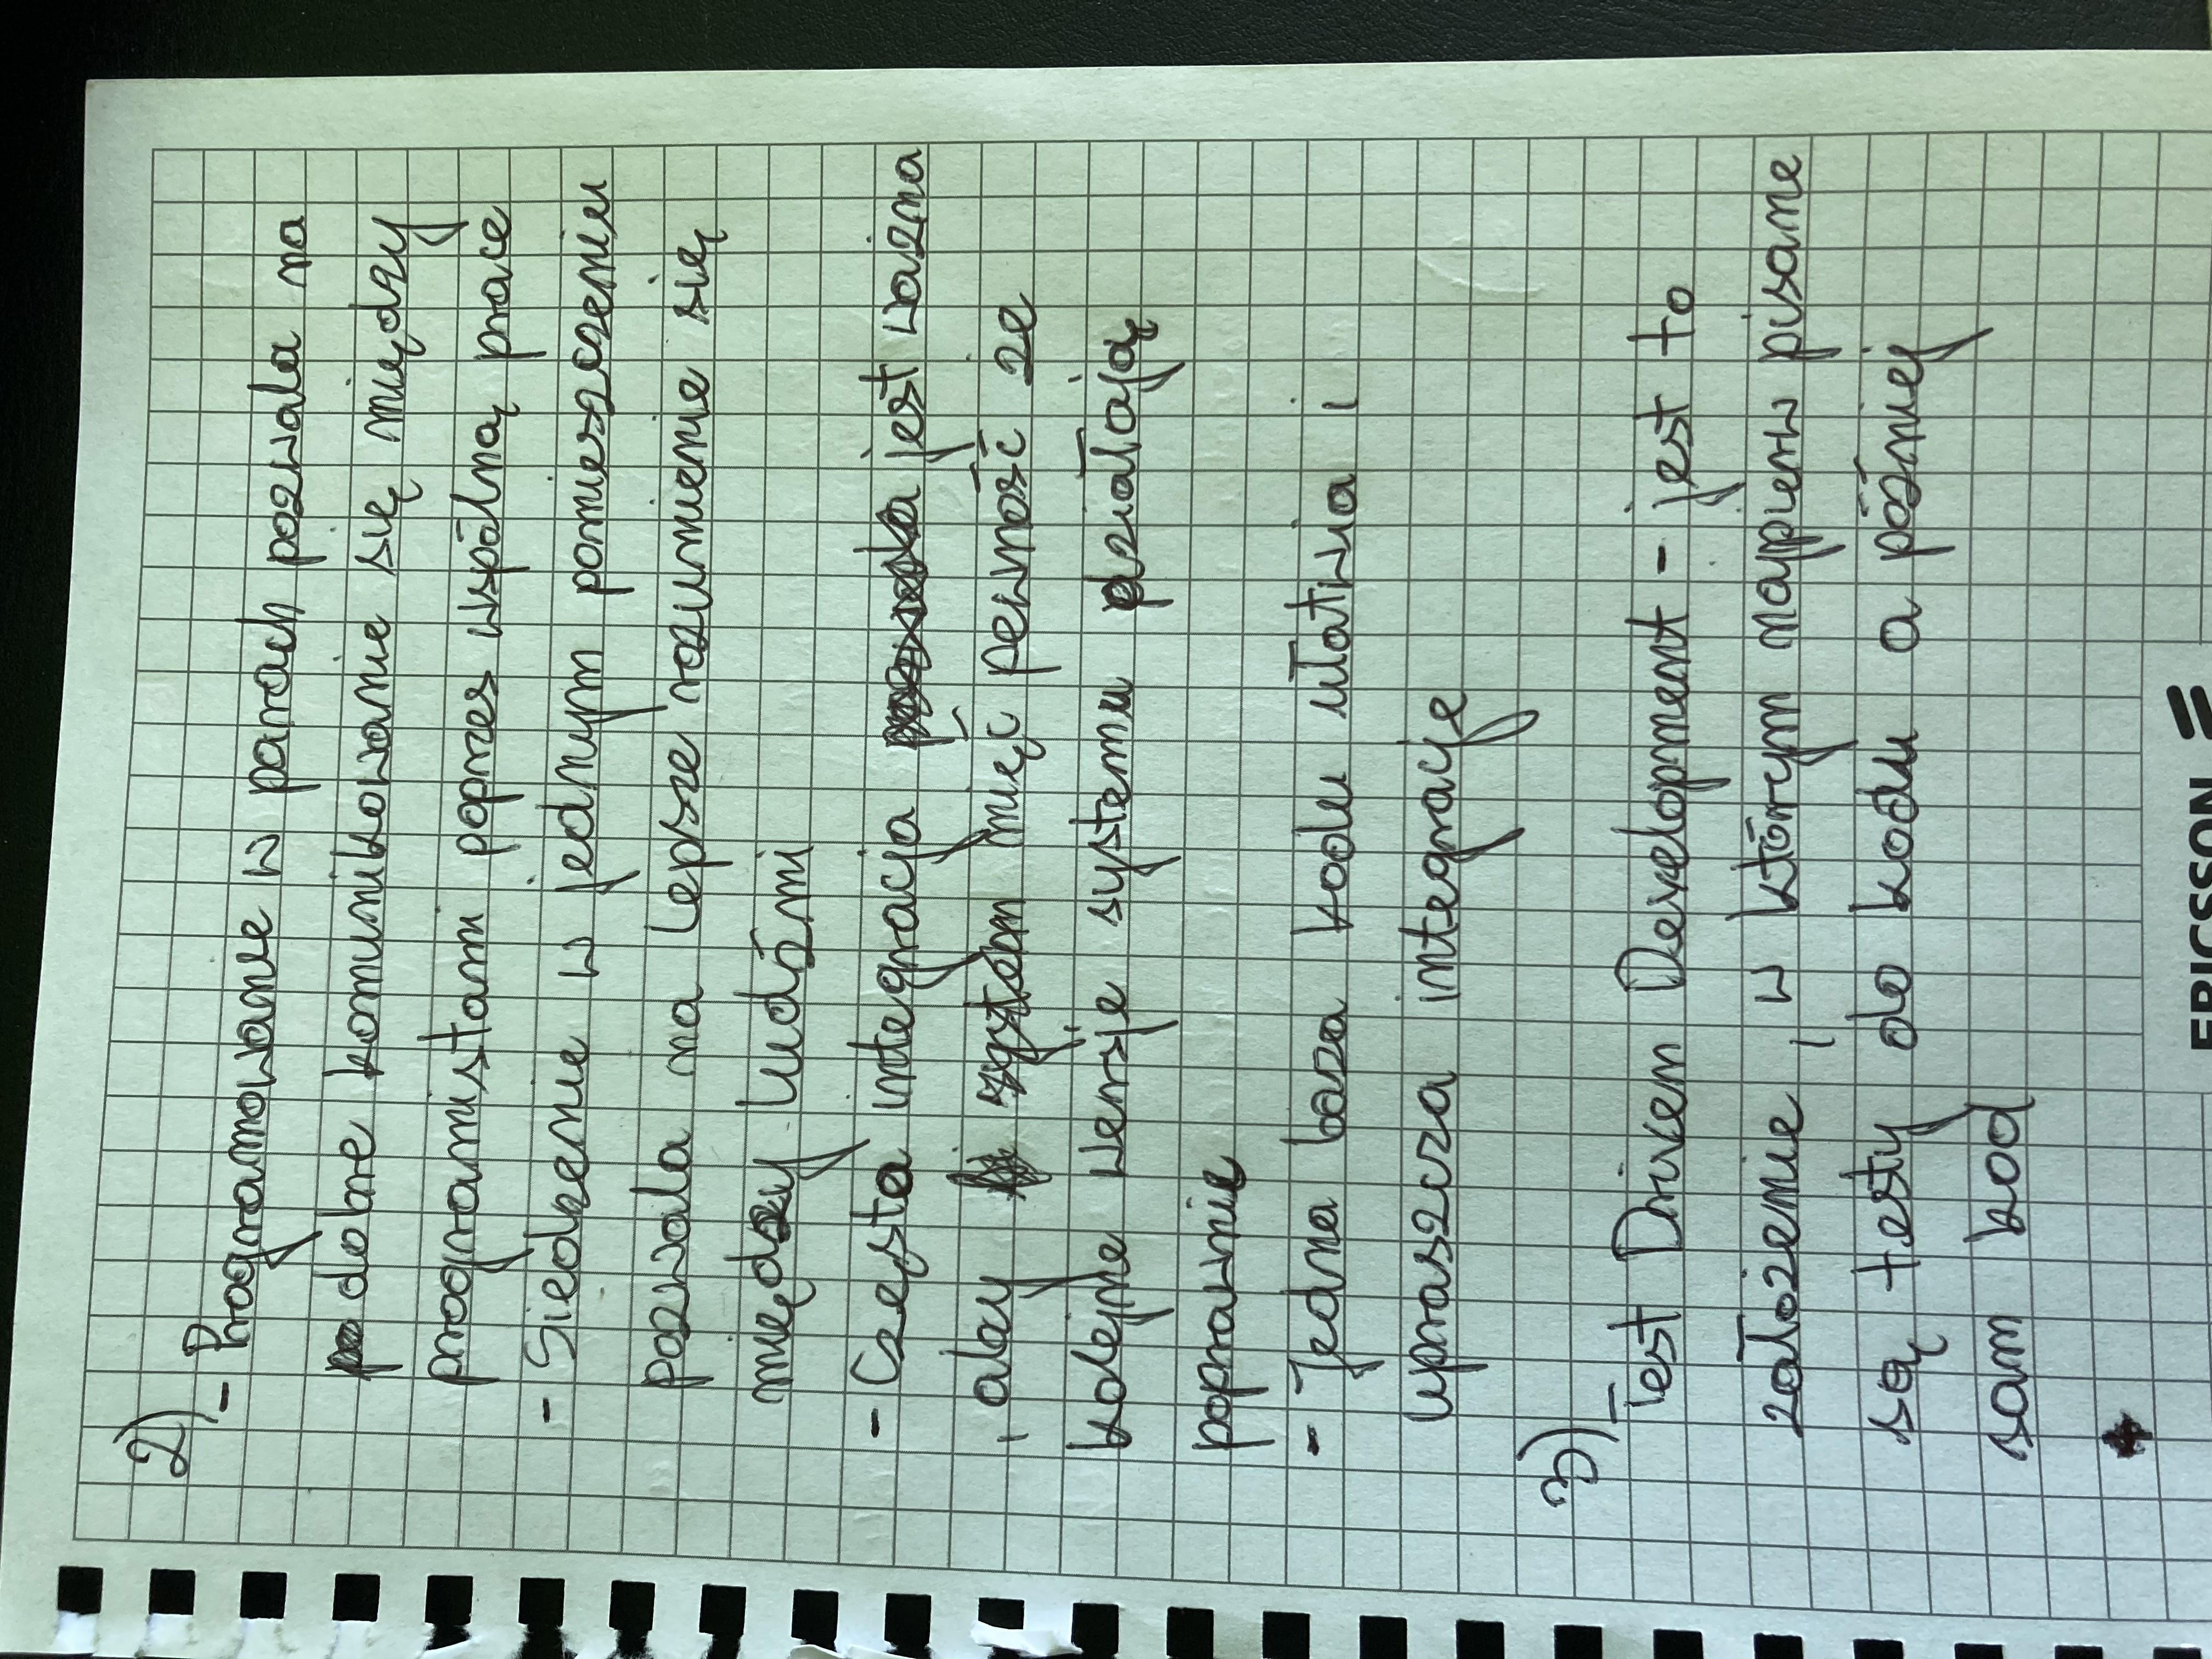 2)
- Programowanie w parach pozwala na
dobre komunikowanie się między
programistami poprzes wspólną prace
- Siedzenie w jednym pomieszczeniu
pozwala na lepsze rozumienie się
między ludźmi
- Częsta integracja jest ważna
, aby system mięć pewność że
kolejne wersje systemu działają
poprawnie
- Jedna baza kodu ułatwia i
upraszcza integracje
3)
Test Driven Development - jest to
założenie, w którym najpierw pisane
są testy do kodu a później
sam kod
ERICSSON